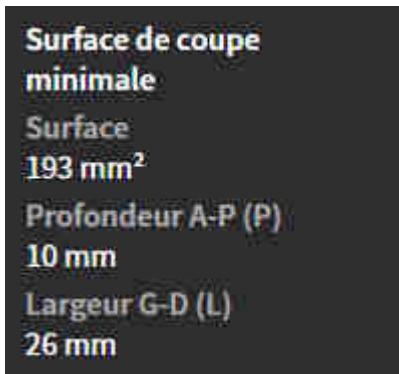 Surface de coupe
minimale
Surface
193 mm²
Profondeur A-P (P)
10 mm
Largeur G-D (L)
26 mm